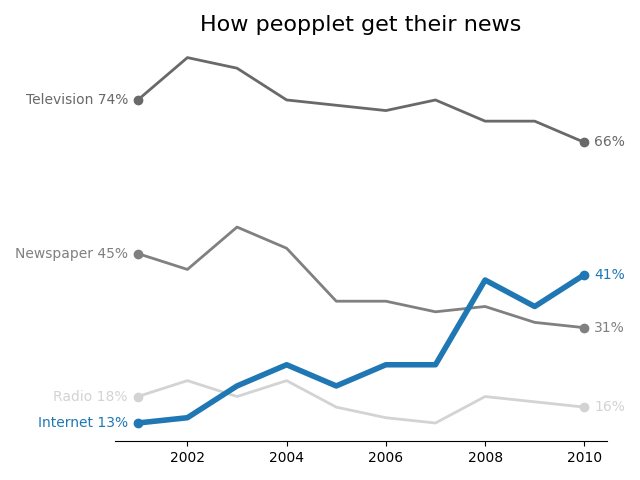 How peopplet get their news
Television 74%
66%
Newspaper 45%
41%
31%
Radio 18%
16%
Internet 13%
2002 2004 2006 2008 2010